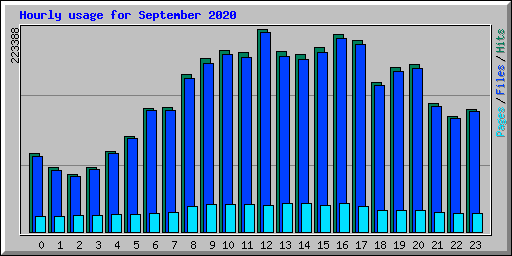 Hourly usage for September 2020
223388
Pages/Files/Hits
0 1 2 3 4 5 6 7 8 9 10 11 12 13 14 15 16 17 18 19 20 21 22 23